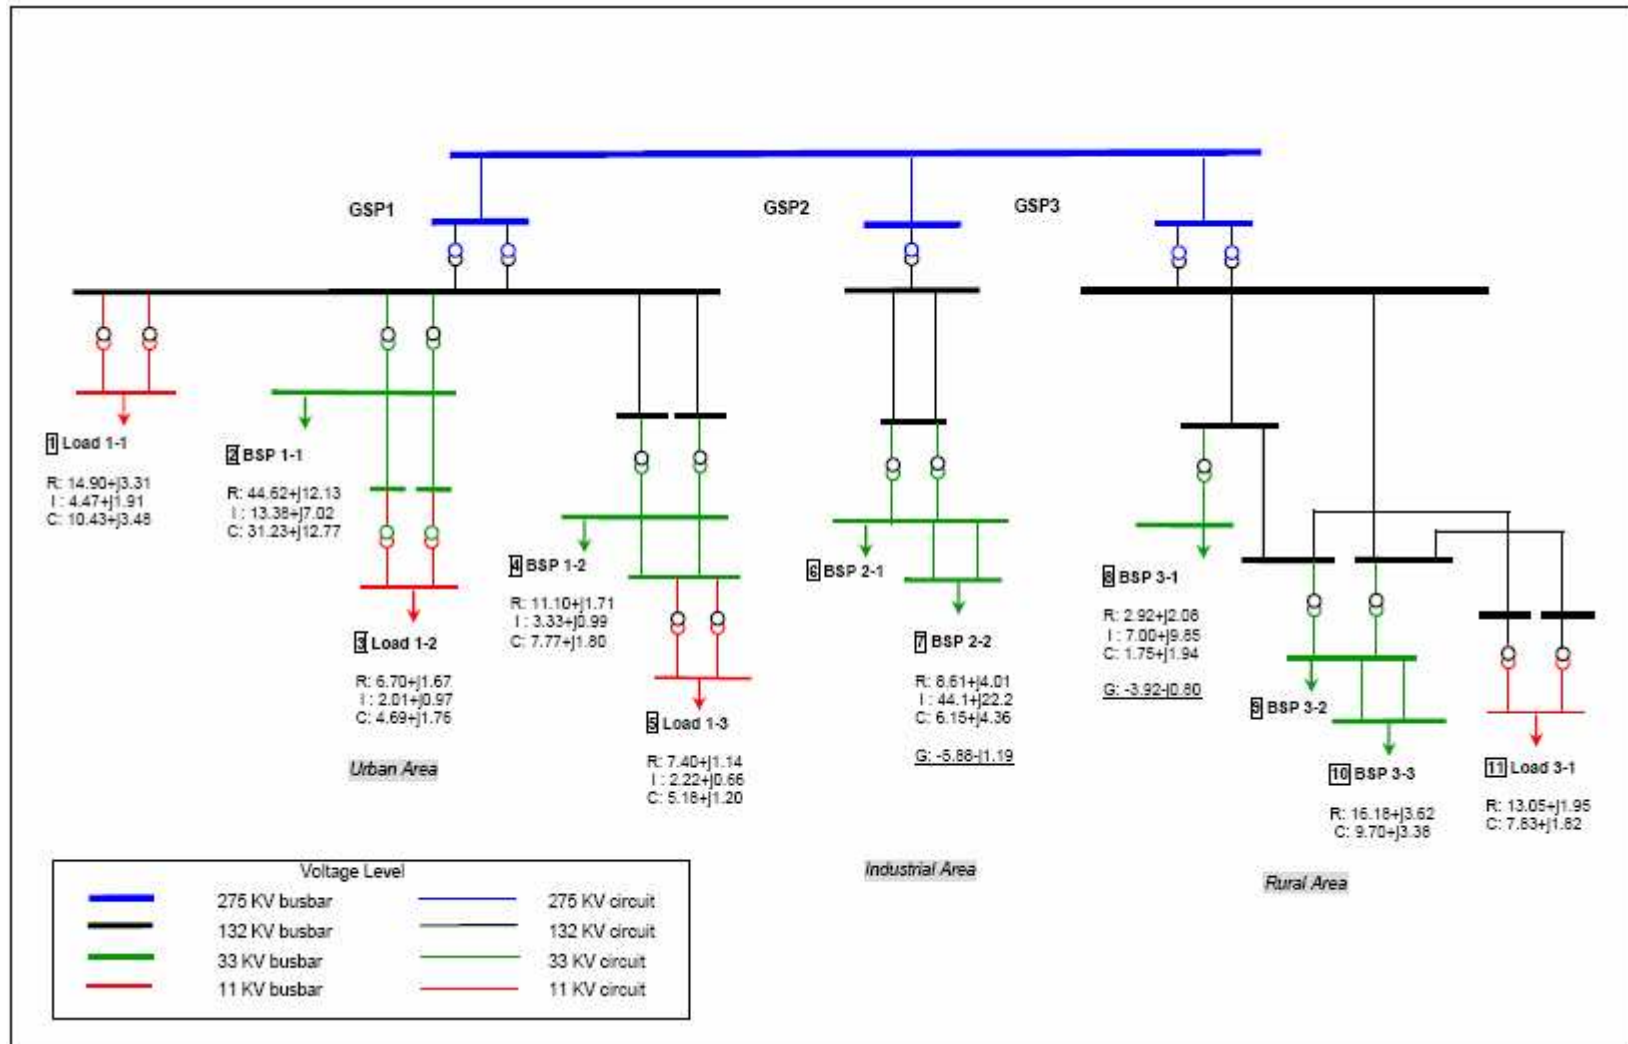 GSP1
GSP2
GSP3
1 Load 1-1
R: 14.90+j3.31
I : 4.47+j1.91
C: 10.43+j3.48
2 BSP 1-1
R: 44.62+j12.13
I : 13.38+j7.02
C: 31.23+j12.77
3 Load 1-2
R: 6.70+j1.67
I : 2.01+j0.97
C: 4.69+j1.76
Urban Area
4 BSP 1-2
R: 11.10+j1.71
I : 3.33+j0.99
C: 7.77+j1.80
5 Load 1-3
R: 7.40+j1.14
I : 2.22+j0.66
C: 5.18+j1.20
6 BSP 2-1
7 BSP 2-2
R: 8.61+j4.01
I : 44.1+j22.2
C: 6.15+j4.36
G: -5.88-j1.19
Industrial Area
8 BSP 3-1
R: 2.92+j2.08
I : 7.00+j9.85
C: 1.75+j1.94
G: -3.92-j0.80
9 BSP 3-2
10 BSP 3-3
R: 16.18+j3.62
C: 9.70+j3.38
11 Load 3-1
R: 13.05+j1.95
C: 7.83+j1.82
Rural Area
Voltage Level
275 KV busbar
275 KV circuit
132 KV busbar
132 KV circuit
33 KV busbar
33 KV circuit
11 KV busbar
11 KV circuit